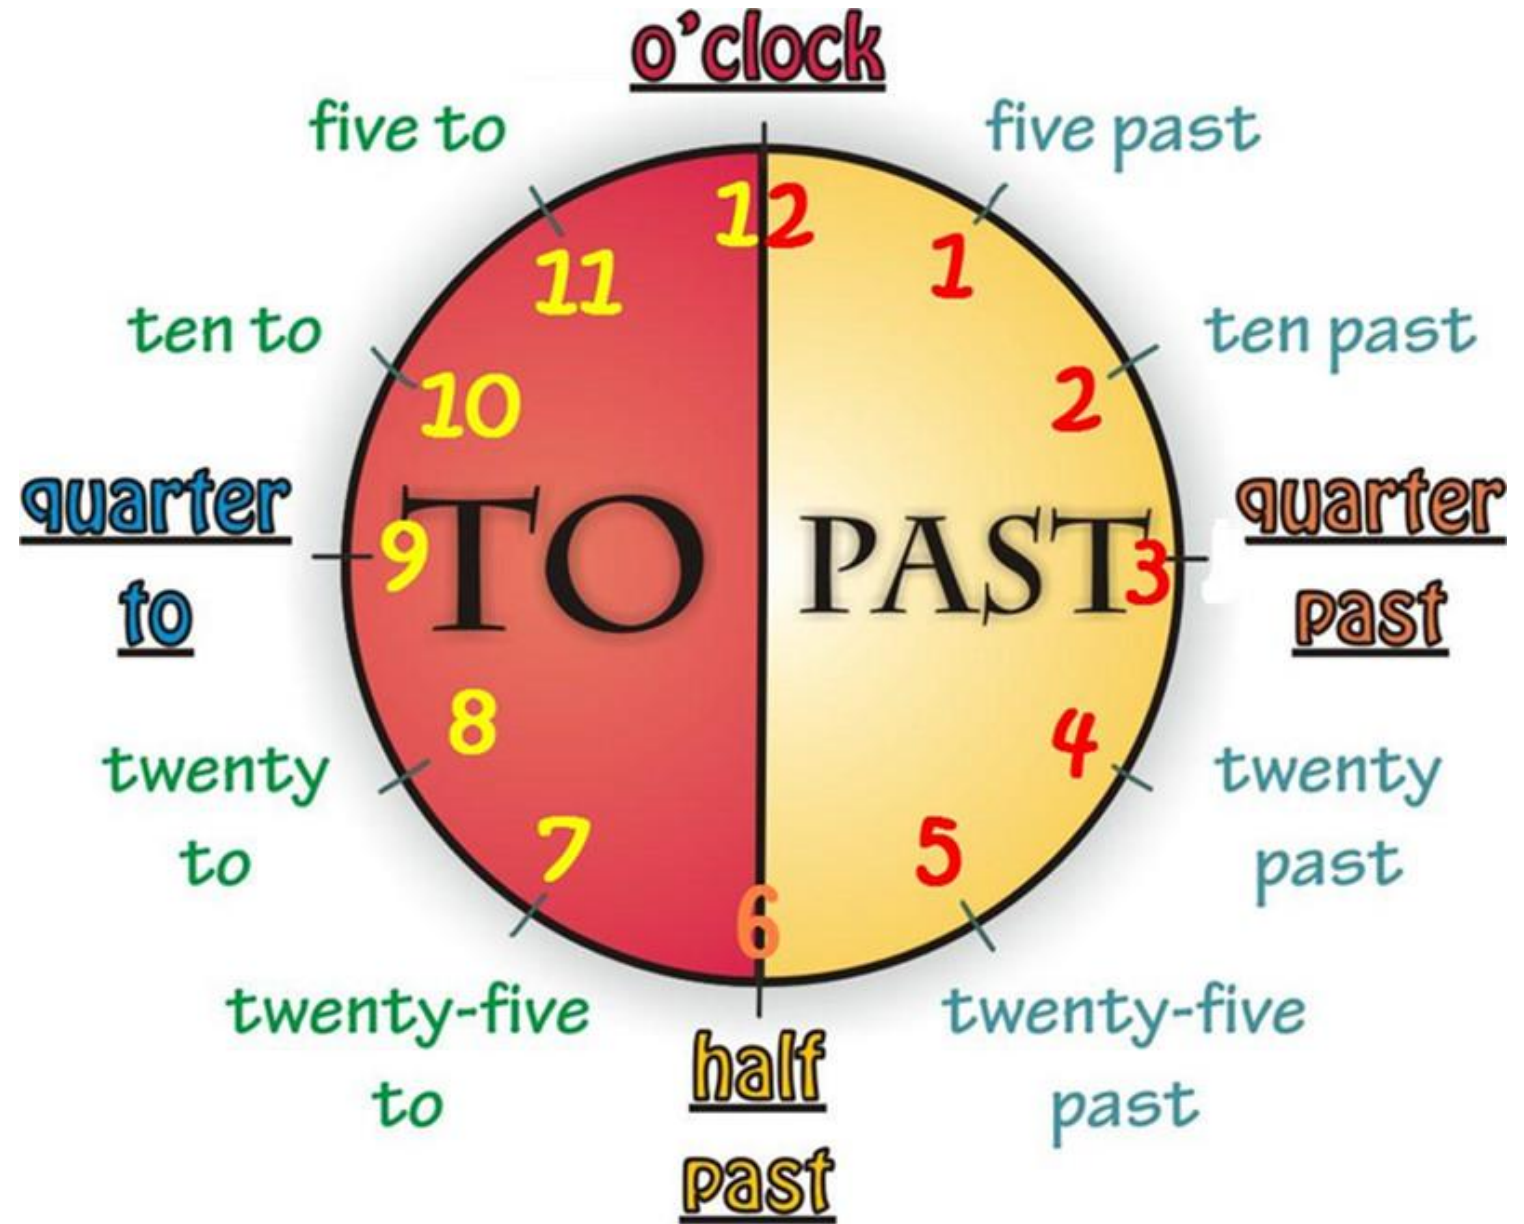 o'clock
five to
five past
12
11
1
ten to
ten past
10
2
quarter
to
9
TO
PAST
3
quarter
past
8
4
twenty
to
twenty
past
7
5
6
twenty-five
to
half
past
twenty-five
past